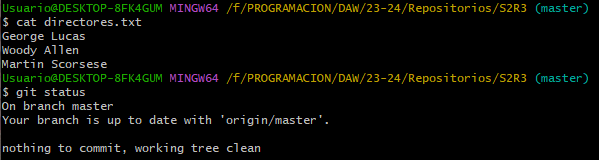 Usuario@DESKTOP-8FK4GUM MINGW64 /f/PROGRAMACION/DAW/23-24/Repositorios/S2R3 (master)
$ cat directores.txt
George Lucas
Woody Allen
Martin Scorsese
Usuario@DESKTOP-8FK4GUM MINGW64 /f/PROGRAMACION/DAW/23-24/Repositorios/S2R3 (master)
$ git status
On branch master
Your branch is up to date with 'origin/master'.
nothing to commit, working tree clean